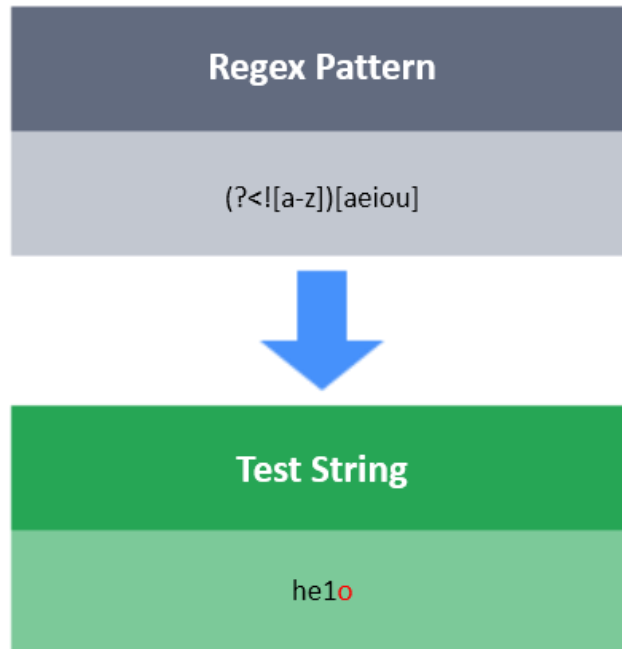 Regex Pattern
(?<![a-z])[aeiou]
Test String
he1o